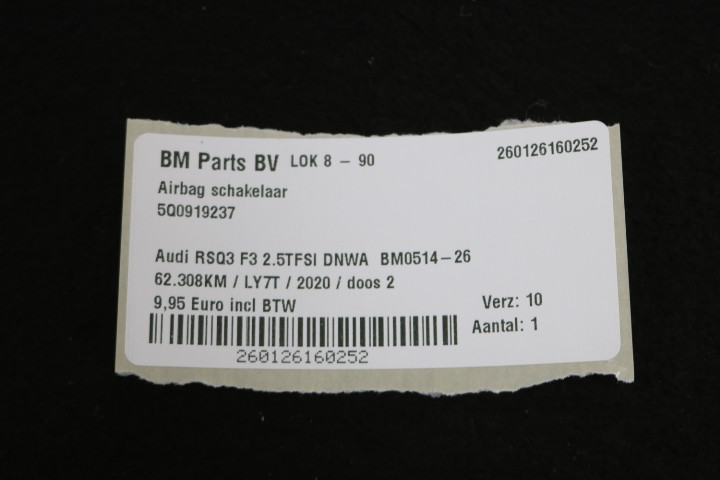 BM Parts BV LOK 8 - 90 260126160252
Airbag schakelaar
5Q0919237
Audi RSQ3 F3 2.5TFSI DNWA BM0514-26
62.308KM / LY7T / 2020 / doos 2
9,95 Euro incl BTW Verz: 10
Aantal: 1
260126160252